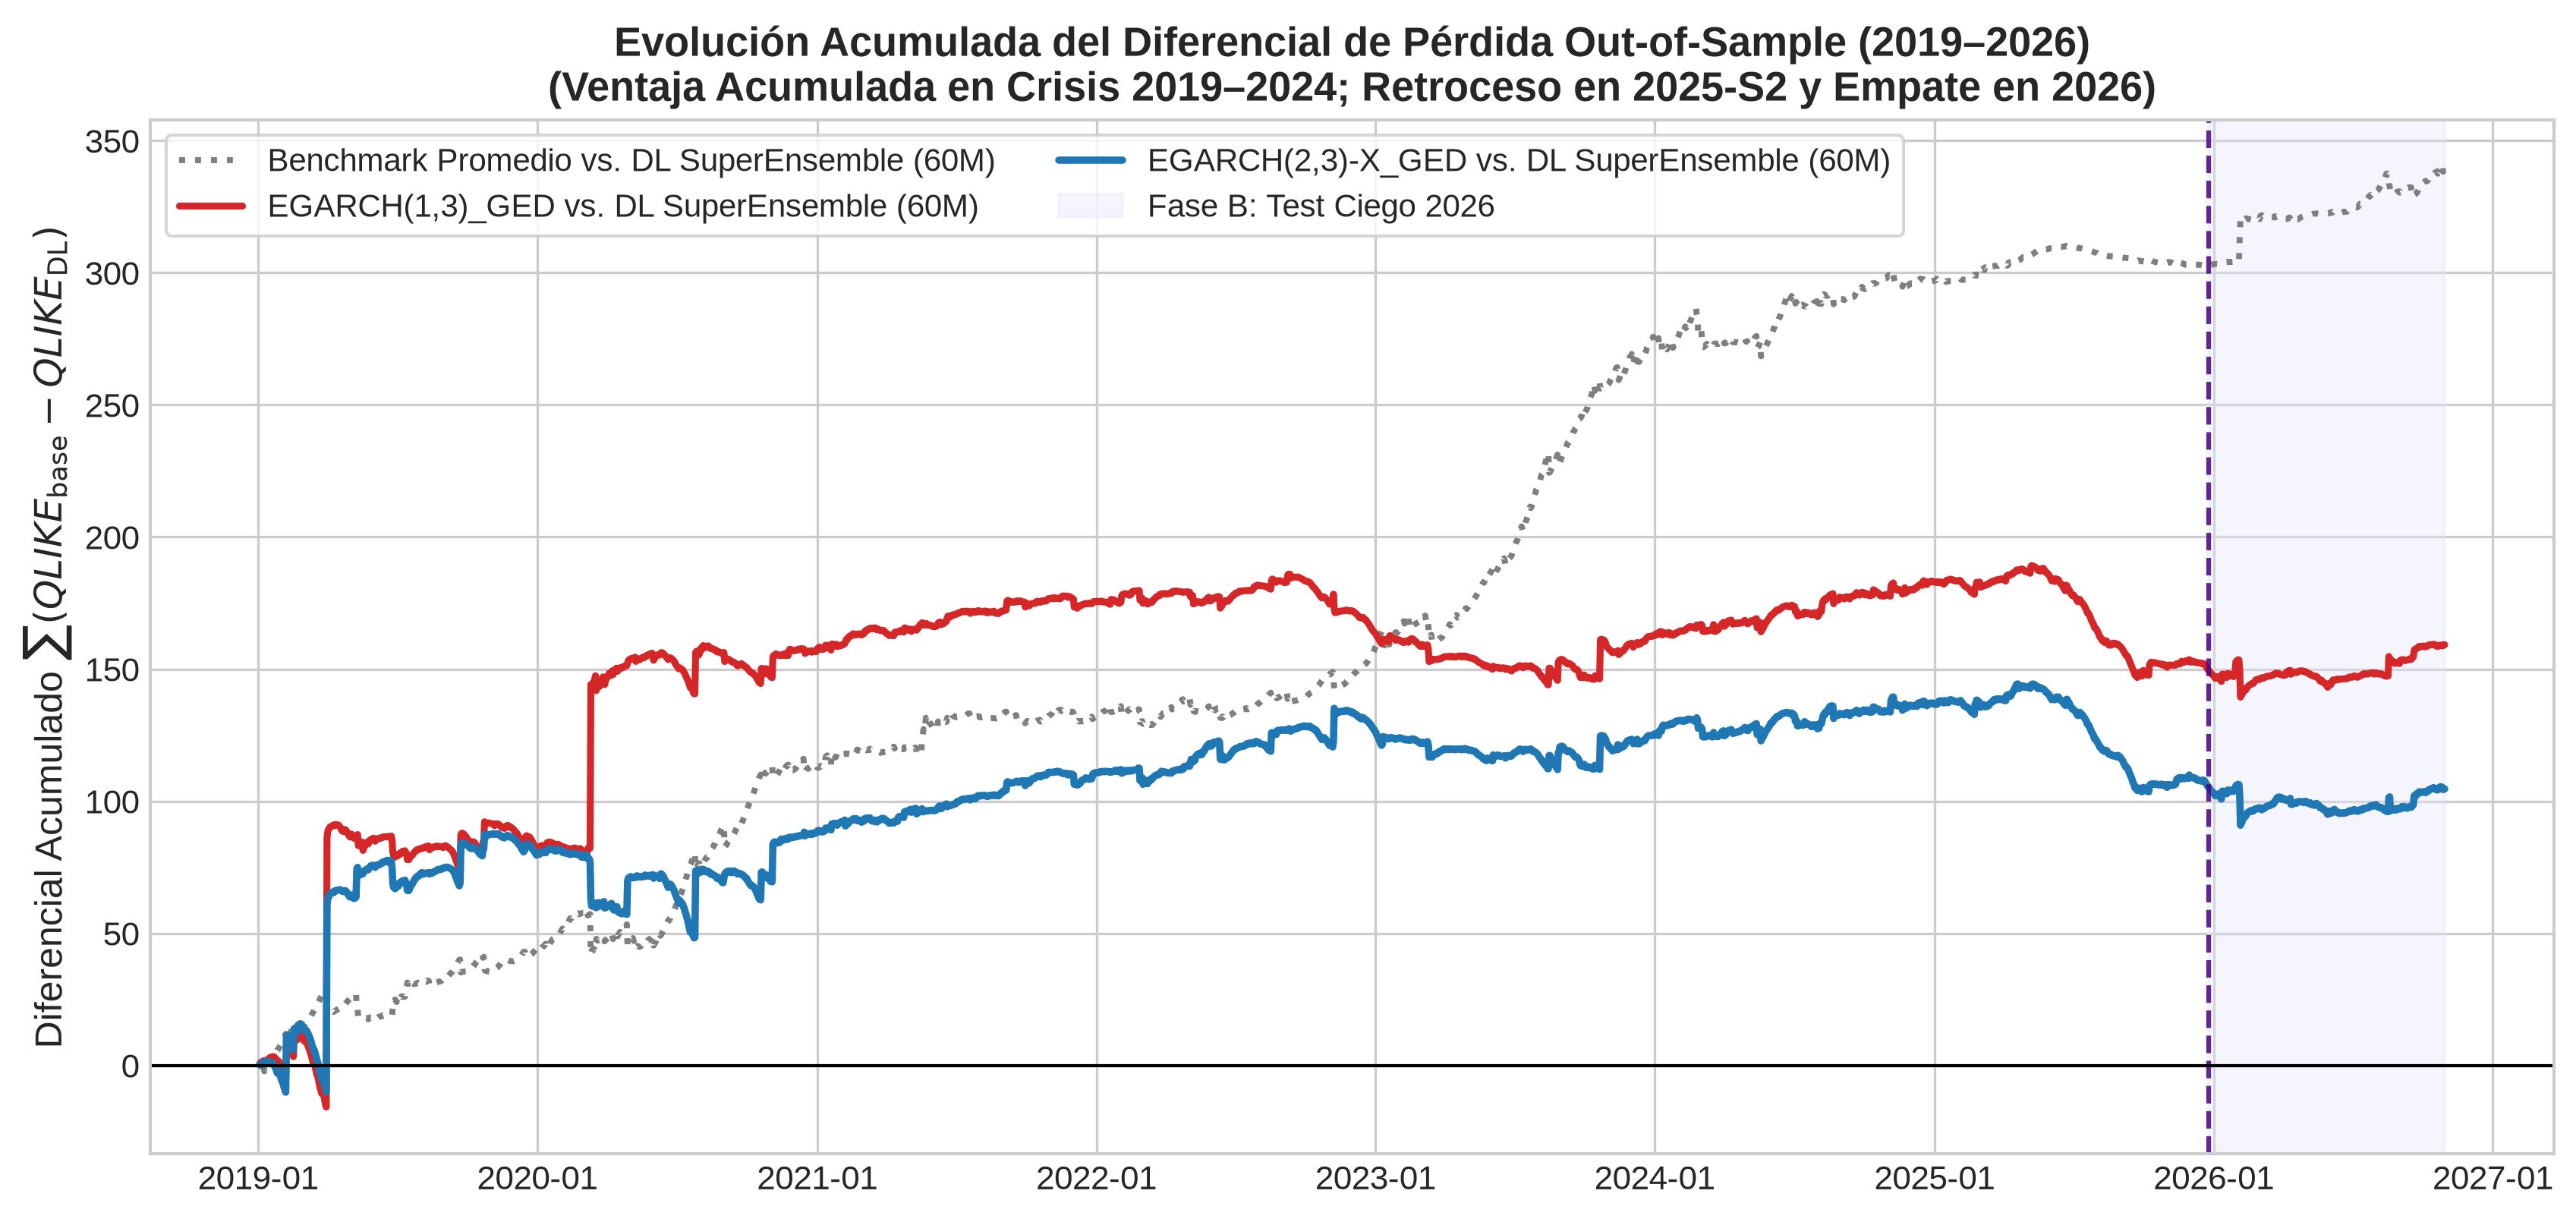 Evolución Acumulada del Diferencial de Pérdida Out-of-Sample (2019–2026)
(Ventaja Acumulada en Crisis 2019–2024; Retroceso en 2025-S2 y Empate en 2026)
Diferencial Acumulado ∑(QLIKE_base − QLIKE_DL)
350
300
250
200
150
100
50
0
Benchmark Promedio vs. DL SuperEnsemble (60M)
EGARCH(1,3)_GED vs. DL SuperEnsemble (60M)
EGARCH(2,3)-X_GED vs. DL SuperEnsemble (60M)
Fase B: Test Ciego 2026
2019-01
2020-01
2021-01
2022-01
2023-01
2024-01
2025-01
2026-01
2027-01